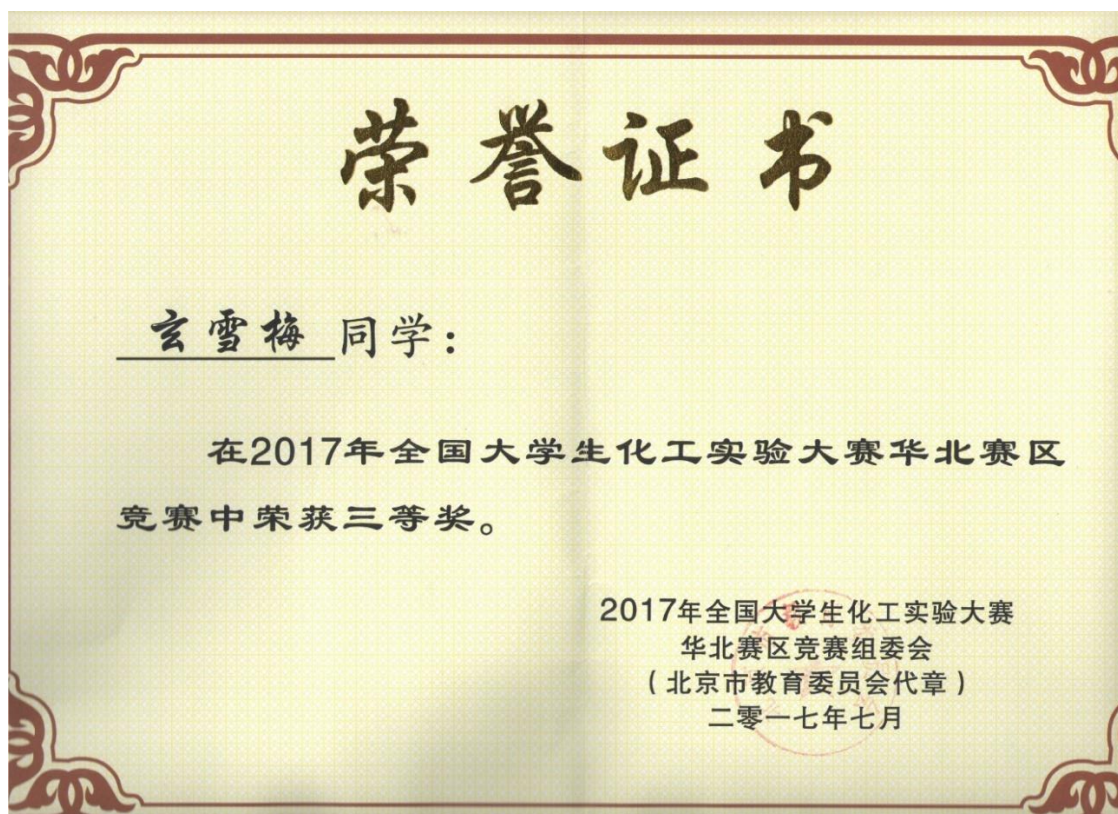 荣誉证书
玄雪梅 同学：
在2017年全国大学生化工实验大赛华北赛区
竞赛中荣获三等奖。
2017年全国大学生化工实验大赛
华北赛区竞赛组委会
（北京市教育委员会代章）
二零一七年七月